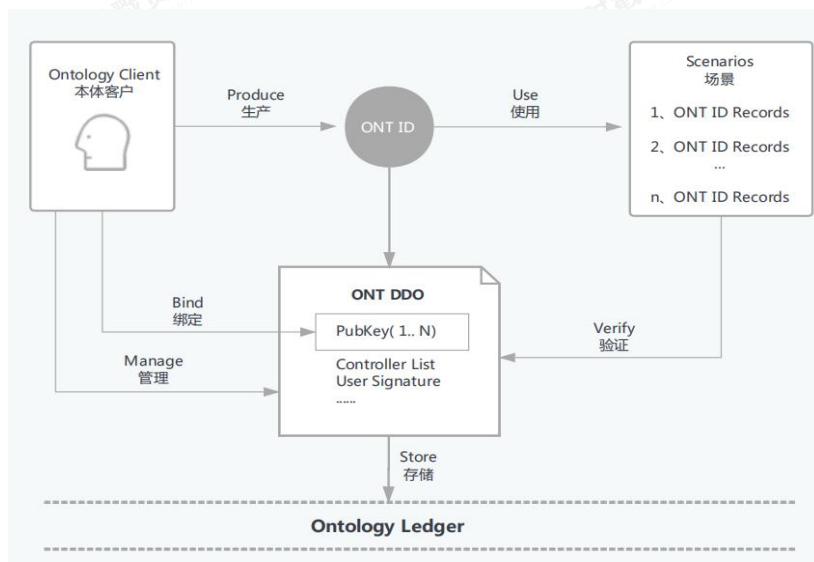 Ontology Client
本体客户
Produce
生产
ONT ID
Use
使用
Scenarios
场景
1、ONT ID Records
2、ONT ID Records
...
n、ONT ID Records
ONT DDO
PubKey( 1.. N)
Controller List
User Signature
......
Bind
绑定
Manage
管理
Verify
验证
Store
存储
Ontology Ledger